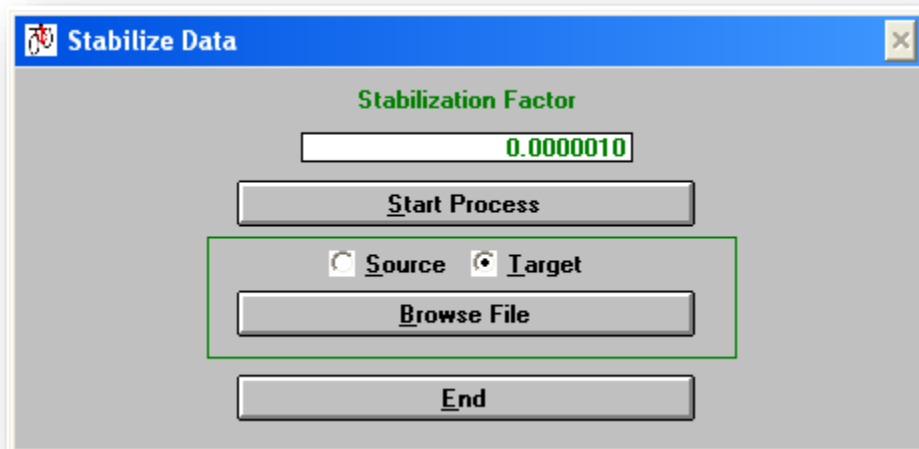 Stabilize Data
Stabilization Factor
0.0000010
Start Process
Source Target
Browse File
End